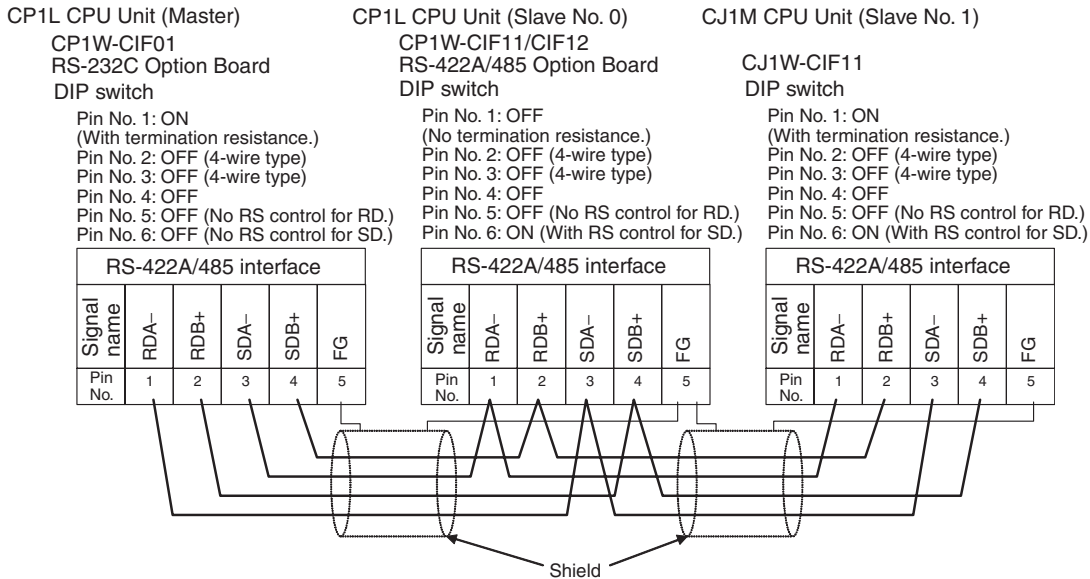 CP1L CPU Unit (Master)
CP1W-CIF01
RS-232C Option Board
DIP switch
Pin No. 1: ON
(With termination resistance.)
Pin No. 2: OFF (4-wire type)
Pin No. 3: OFF (4-wire type)
Pin No. 4: OFF
Pin No. 5: OFF (No RS control for RD.)
Pin No. 6: OFF (No RS control for SD.)
RS-422A/485 interface
Signal name
RDA−
RDB+
SDA−
SDB+
FG
Pin No.
1
2
3
4
5
CP1L CPU Unit (Slave No. 0)
CP1W-CIF11/CIF12
RS-422A/485 Option Board
DIP switch
Pin No. 1: OFF
(No termination resistance.)
Pin No. 2: OFF (4-wire type)
Pin No. 3: OFF (4-wire type)
Pin No. 4: OFF
Pin No. 5: OFF (No RS control for RD.)
Pin No. 6: ON (With RS control for SD.)
RS-422A/485 interface
Signal name
RDA−
RDB+
SDA−
SDB+
FG
Pin No.
1
2
3
4
5
CJ1M CPU Unit (Slave No. 1)
CJ1W-CIF11
DIP switch
Pin No. 1: ON
(With termination resistance.)
Pin No. 2: OFF (4-wire type)
Pin No. 3: OFF (4-wire type)
Pin No. 4: OFF
Pin No. 5: OFF (No RS control for RD.)
Pin No. 6: ON (With RS control for SD.)
RS-422A/485 interface
Signal name
RDA−
RDB+
SDA−
SDB+
FG
Pin No.
1
2
3
4
5
Shield